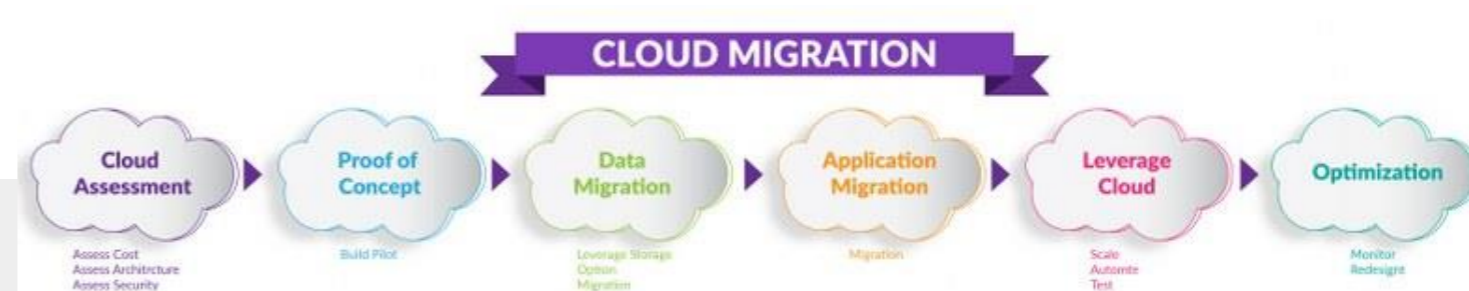 CLOUD MIGRATION
Cloud
Assessment
Assess Cost
Assess Architrcture
Assess Security
Proof of
Concept
Build Pilot
Data
Migration
Leverage Storage
Option
Migration
Application
Migration
Migration
Leverage
Cloud
Scale
Automte
Test
Optimization
Monitor
Redesignt